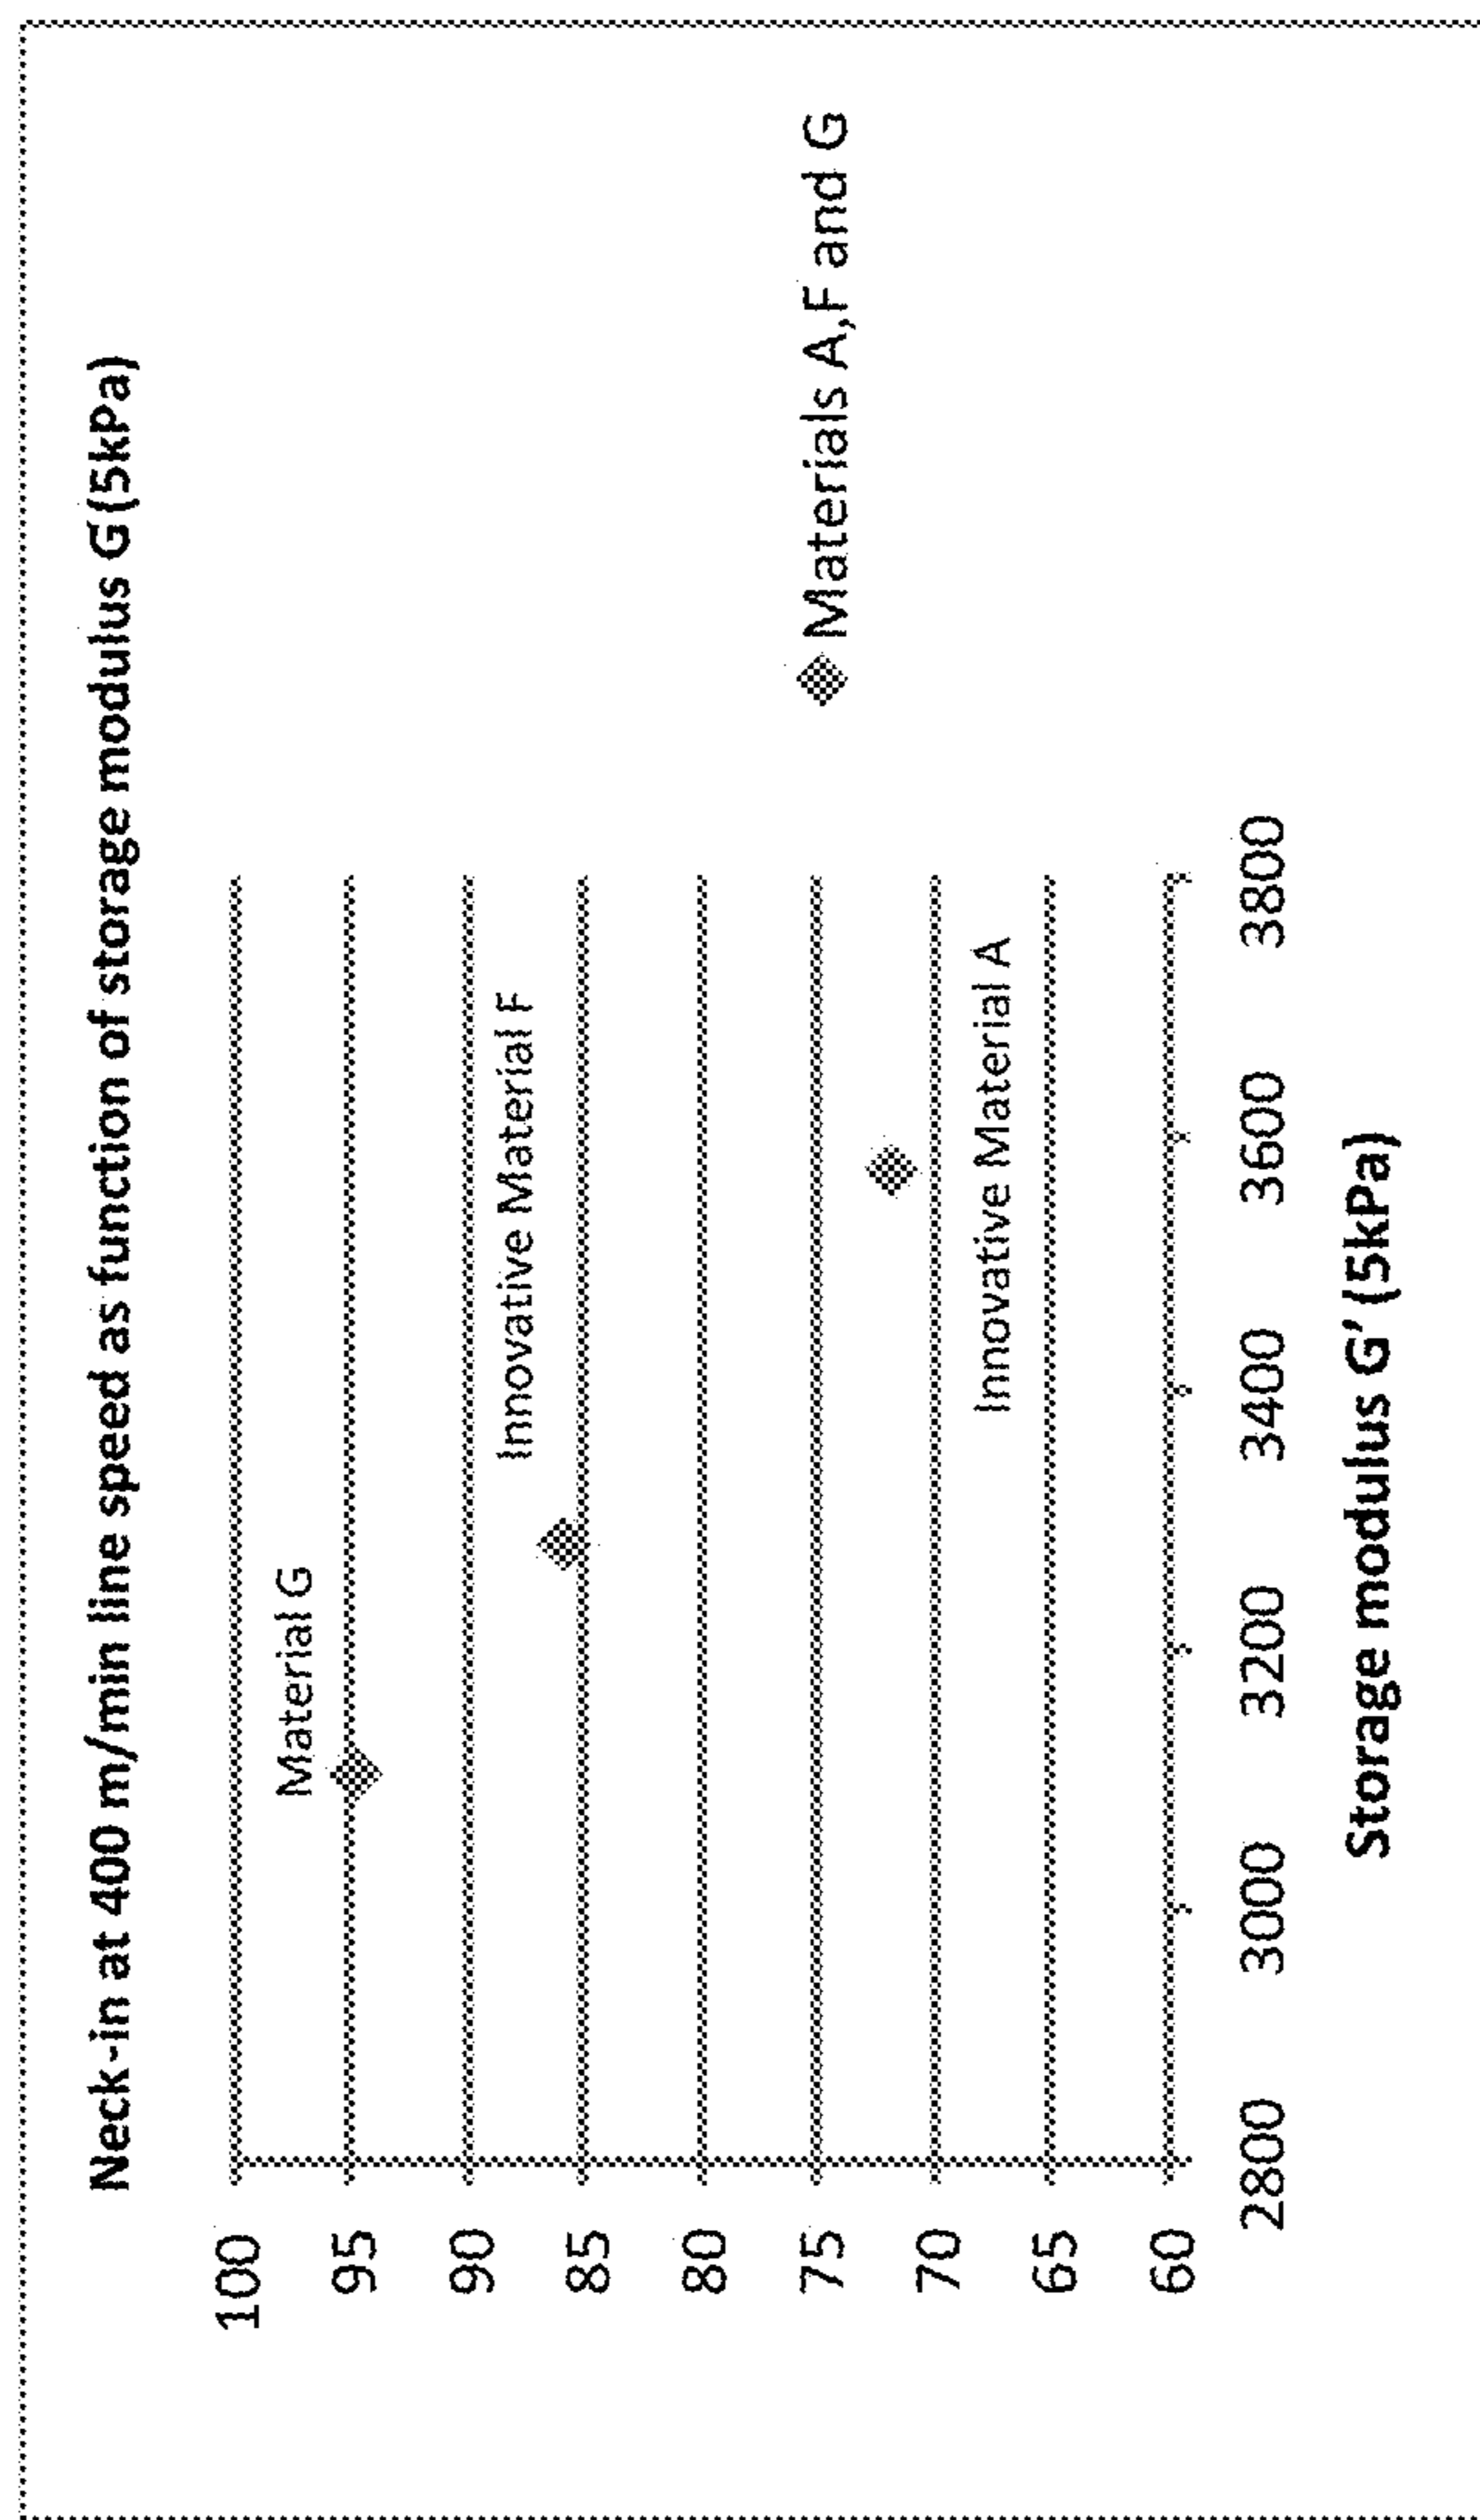 Neck-in at 400 m/min line speed as function of storage modulus G'(5kPa)
100
95
90
85
80
75
70
65
60
Material G
Innovative Material F
Innovative Material A
◆ Materials A,F and G
2800 3000 3200 3400 3600 3800
Storage modulus G' (5kPa)